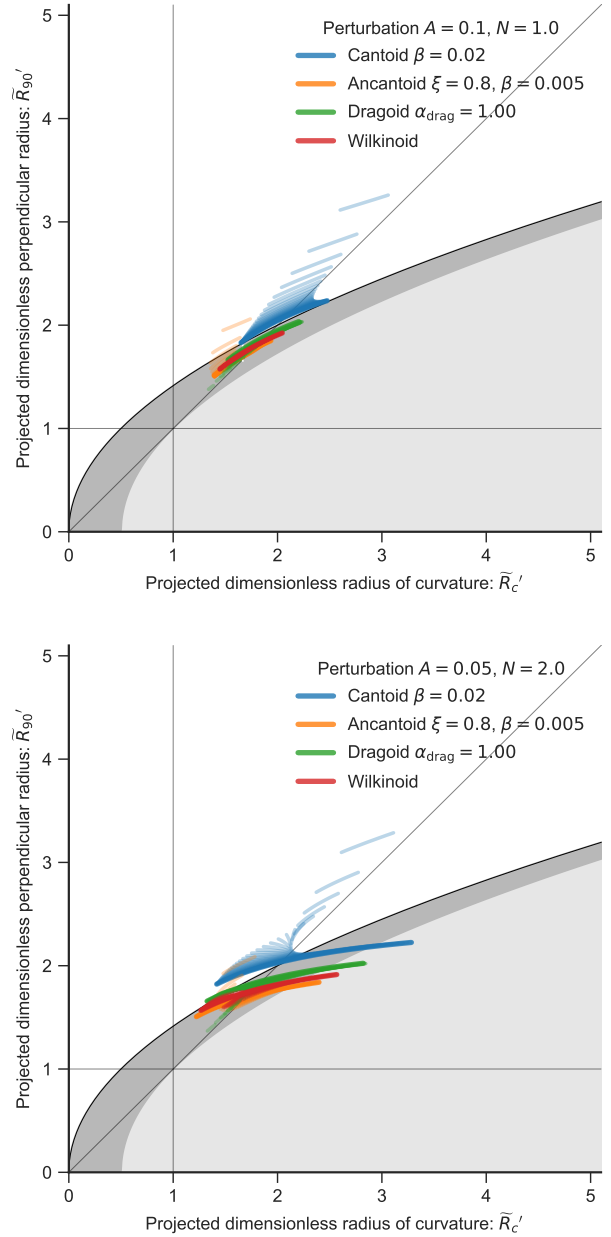 5
Perturbation A = 0.1, N = 1.0
Cantoid β = 0.02
Ancantoid ξ = 0.8, β = 0.005
Dragoid α_drag = 1.00
Wilkinoid
4
3
2
1
0
Projected dimensionless perpendicular radius: R̃₉₀′
0 1 2 3 4 5
Projected dimensionless radius of curvature: R̃_c′
5
Perturbation A = 0.05, N = 2.0
Cantoid β = 0.02
Ancantoid ξ = 0.8, β = 0.005
Dragoid α_drag = 1.00
Wilkinoid
4
3
2
1
0
Projected dimensionless perpendicular radius: R̃₉₀′
0 1 2 3 4 5
Projected dimensionless radius of curvature: R̃_c′